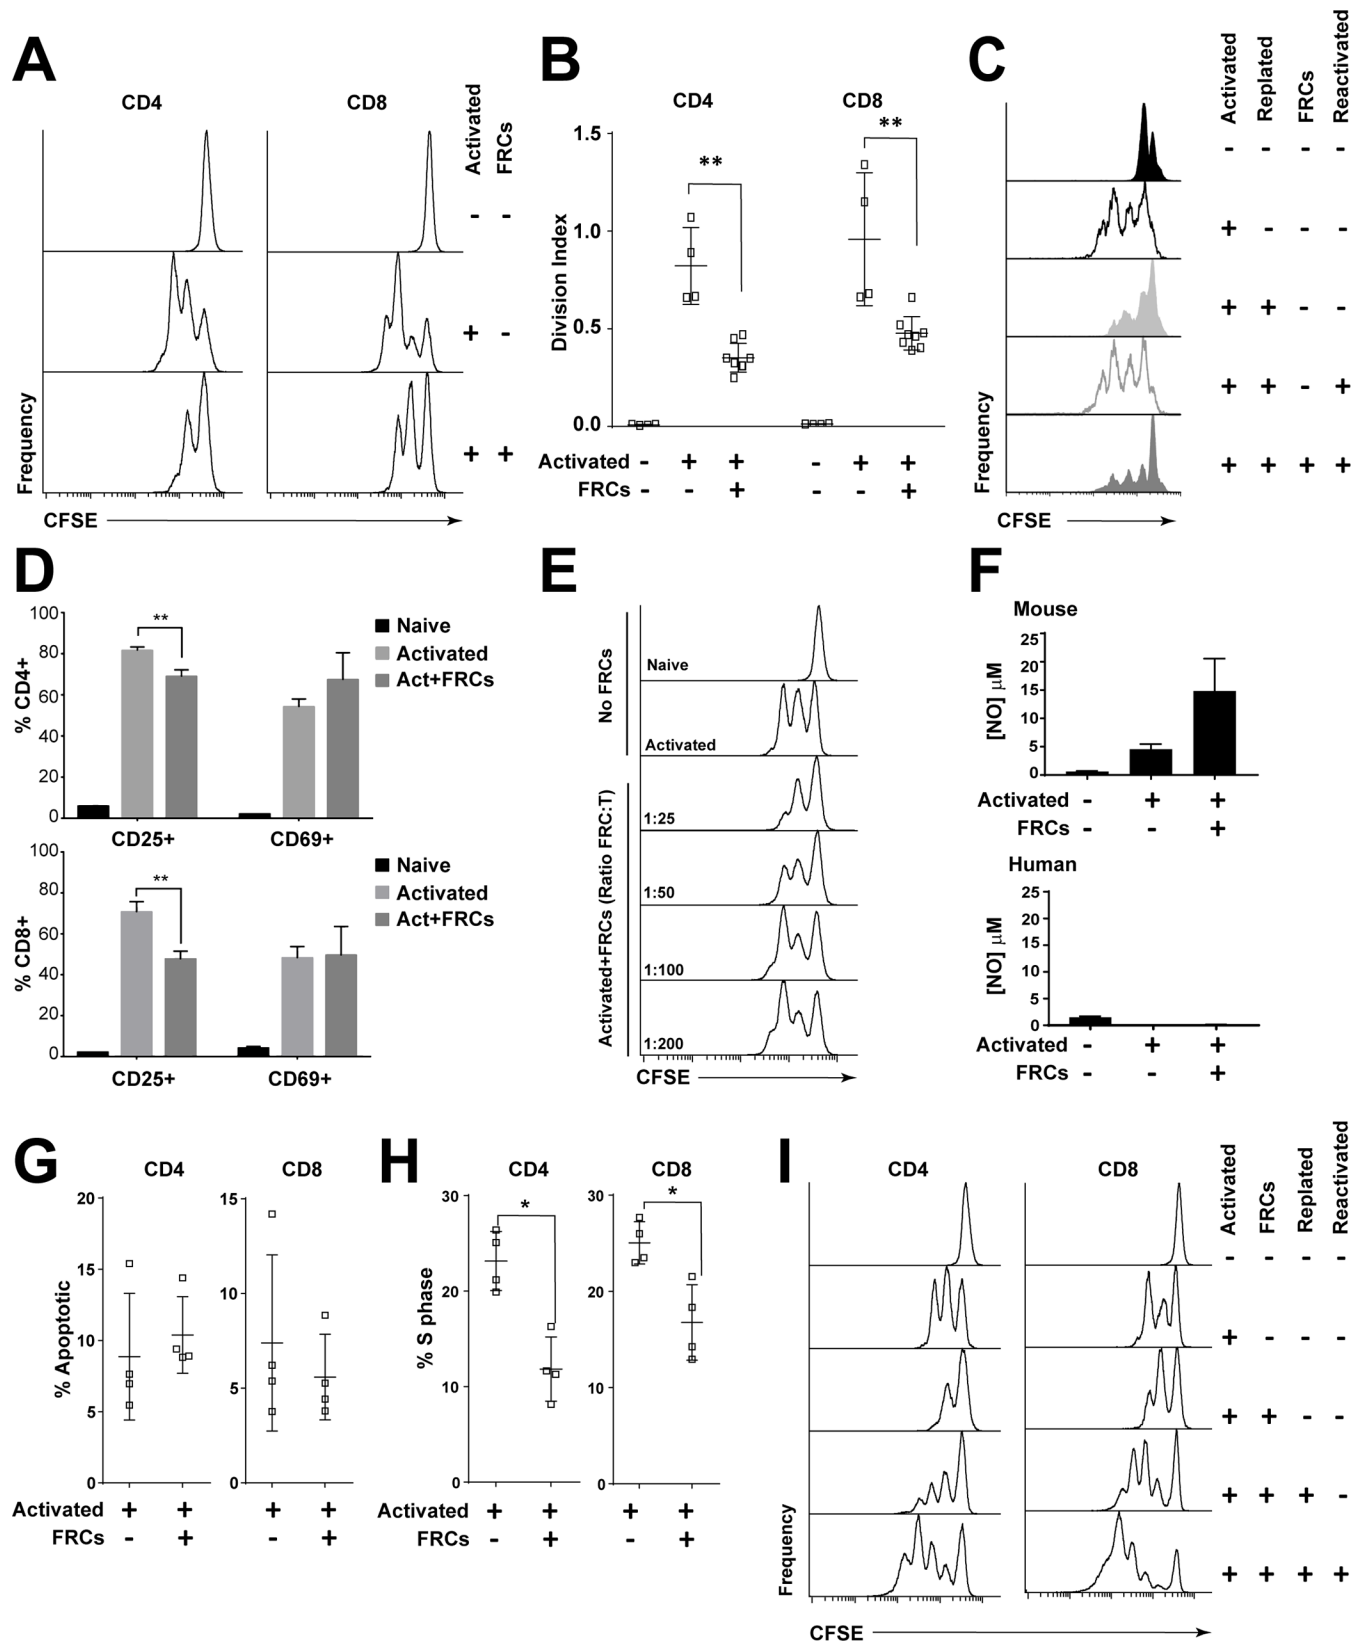 A
CD4
CD8
Activated
FRCs
- -
+ -
+ +
Frequency
CFSE
B
CD4
CD8
**
**
Division Index
1.5
1.0
0.5
0.0
Activated - + + - + +
FRCs - - + - - +
C
Activated
Replated
FRCs
Reactivated
- - - -
+ - - -
+ + - -
+ + - +
+ + + +
Frequency
CFSE
D
% CD4+
100
80
60
40
20
0
**
Naive
Activated
Act+FRCs
CD25+
CD69+
% CD8+
100
80
60
40
20
0
**
Naive
Activated
Act+FRCs
CD25+
CD69+
E
No FRCs
Naive
Activated
Activated+FRCs (Ratio FRC:T)
1:25
1:50
1:100
1:200
CFSE
F
Mouse
[NO] μM
25
20
15
10
5
0
Activated - + +
FRCs - - +
Human
[NO] μM
25
20
15
10
5
0
Activated - + +
FRCs - - +
G
CD4
CD8
% Apoptotic
20
15
10
5
0
15
10
5
0
Activated + + + +
FRCs - + - +
H
CD4
CD8
*
*
% S phase
30
20
10
0
30
20
10
0
Activated + + + +
FRCs - + - +
I
CD4
CD8
Activated
FRCs
Replated
Reactivated
- - - -
+ - - -
+ + - -
+ + + -
+ + + +
Frequency
CFSE